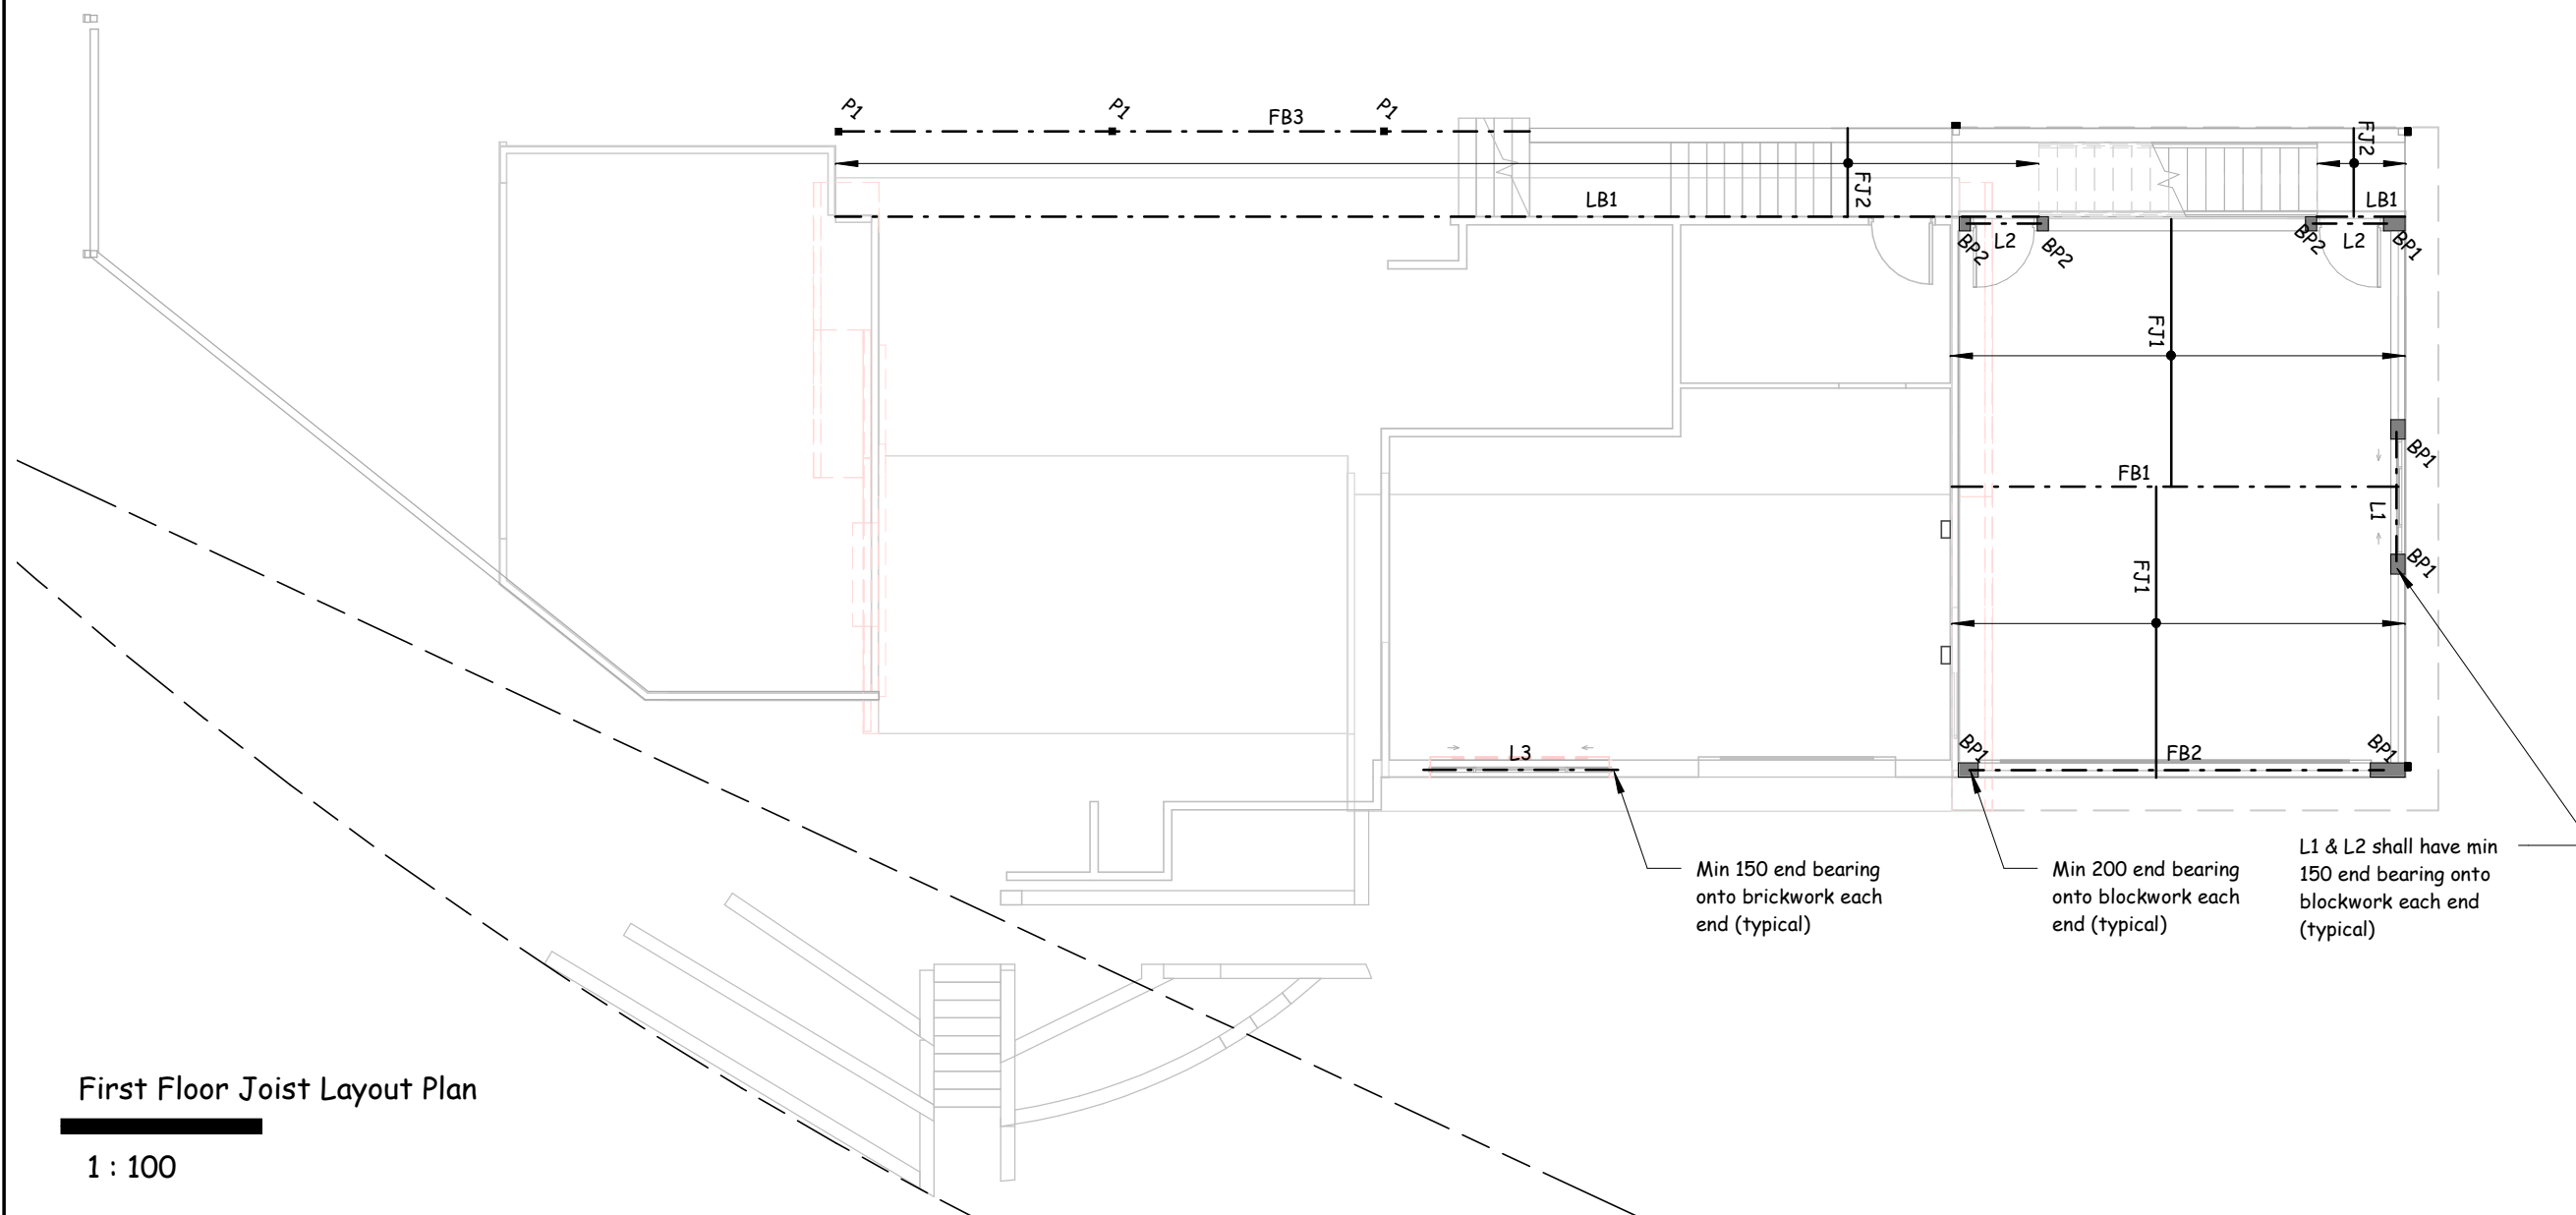 P1
P1
FB3
P1
FJ2
FJ2
LB1
LB1
BP2
L2
BP2
BP2
L2
BP1
FJ1
BP1
FB1
L1
BP1
FJ1
L3
BP1
FB2
BP1
Min 150 end bearing
onto brickwork each
end (typical)
Min 200 end bearing
onto blockwork each
end (typical)
L1 & L2 shall have min
150 end bearing onto
blockwork each end
(typical)
First Floor Joist Layout Plan
1 : 100